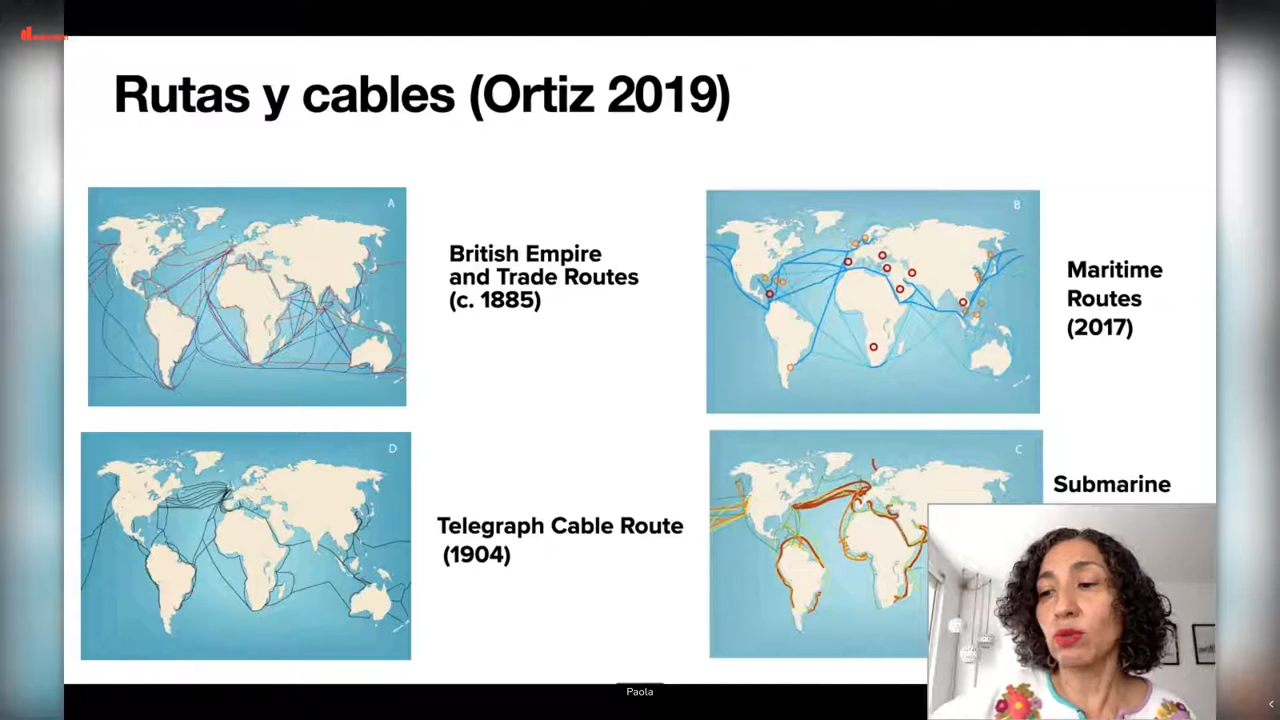 Rutas y cables (Ortiz 2019)
A
British Empire
and Trade Routes
(c. 1885)
B
Maritime
Routes
(2017)
D
Telegraph Cable Route
(1904)
C
Submarine
Paola